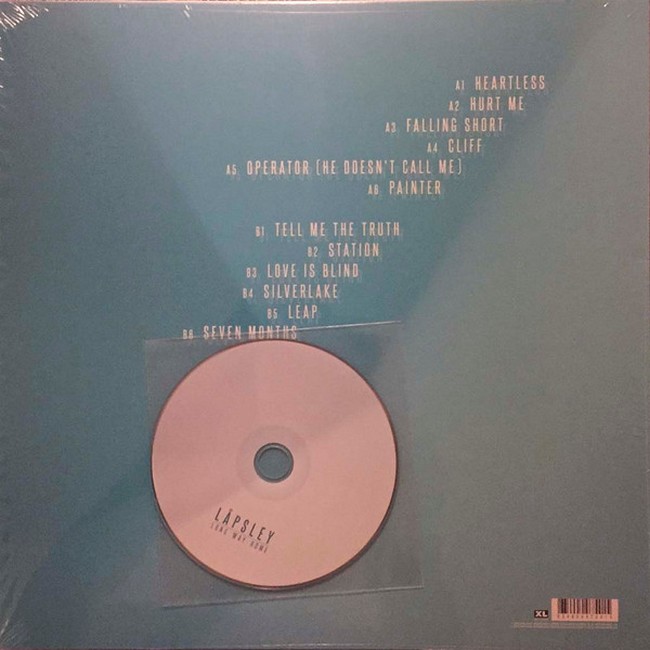 A1 HEARTLESS
A2 HURT ME
A3 FALLING SHORT
A4 CLIFF
A5 OPERATOR (HE DOESN'T CALL ME)
A6 PAINTER
B1 TELL ME THE TRUTH
B2 STATION
B3 LOVE IS BLIND
B4 SILVERLAKE
B5 LEAP
B6 SEVEN MONTHS
LÅPSLEY
LONG WAY HOME
XL